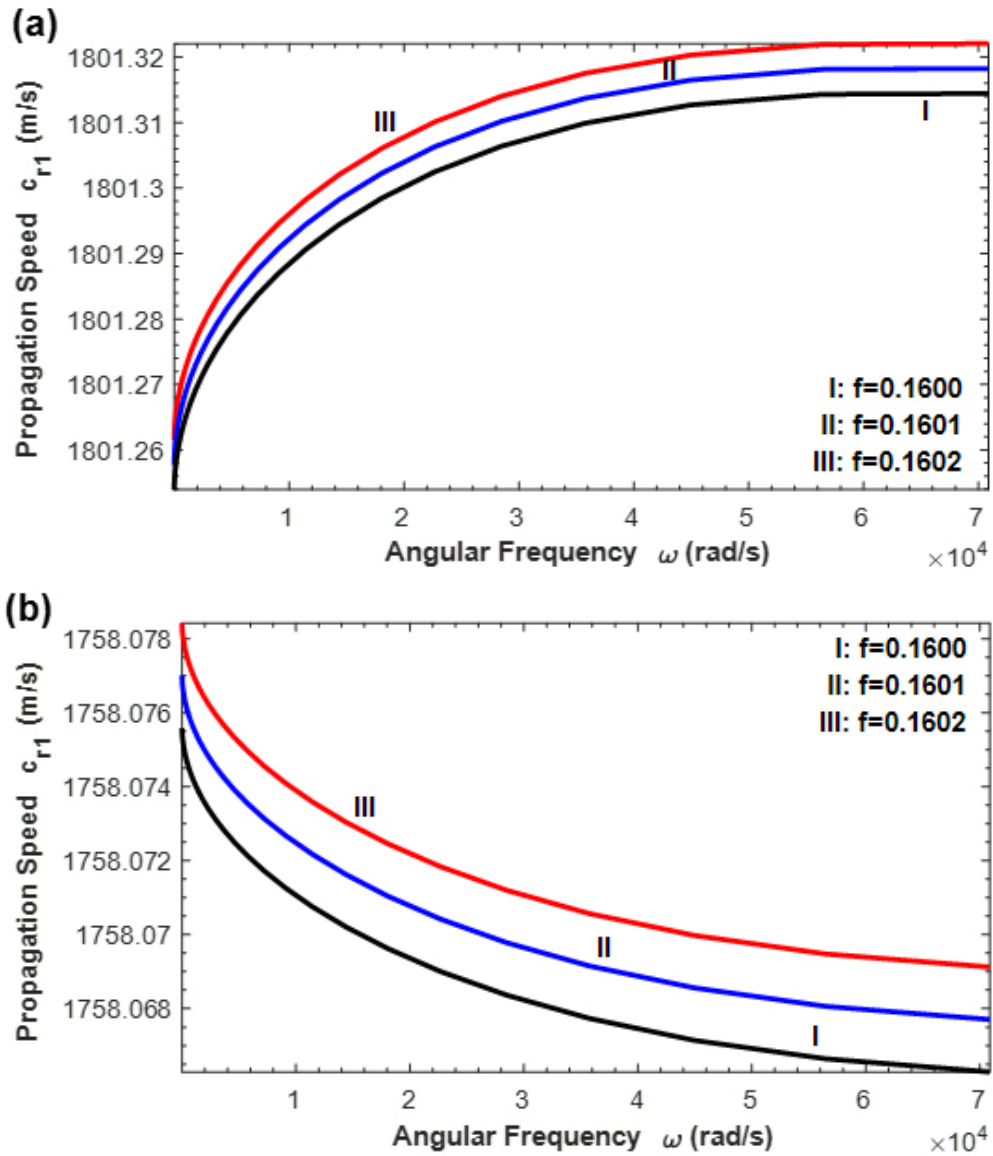 (a)
Propagation Speed c_r1 (m/s)
1801.32
1801.31
1801.3
1801.29
1801.28
1801.27
1801.26
III
II
I
I: f=0.1600
II: f=0.1601
III: f=0.1602
1 2 3 4 5 6 7
Angular Frequency ω (rad/s)
×10^4
(b)
Propagation Speed c_r1 (m/s)
1758.078
1758.076
1758.074
1758.072
1758.07
1758.068
I: f=0.1600
II: f=0.1601
III: f=0.1602
III
II
I
1 2 3 4 5 6 7
Angular Frequency ω (rad/s)
×10^4